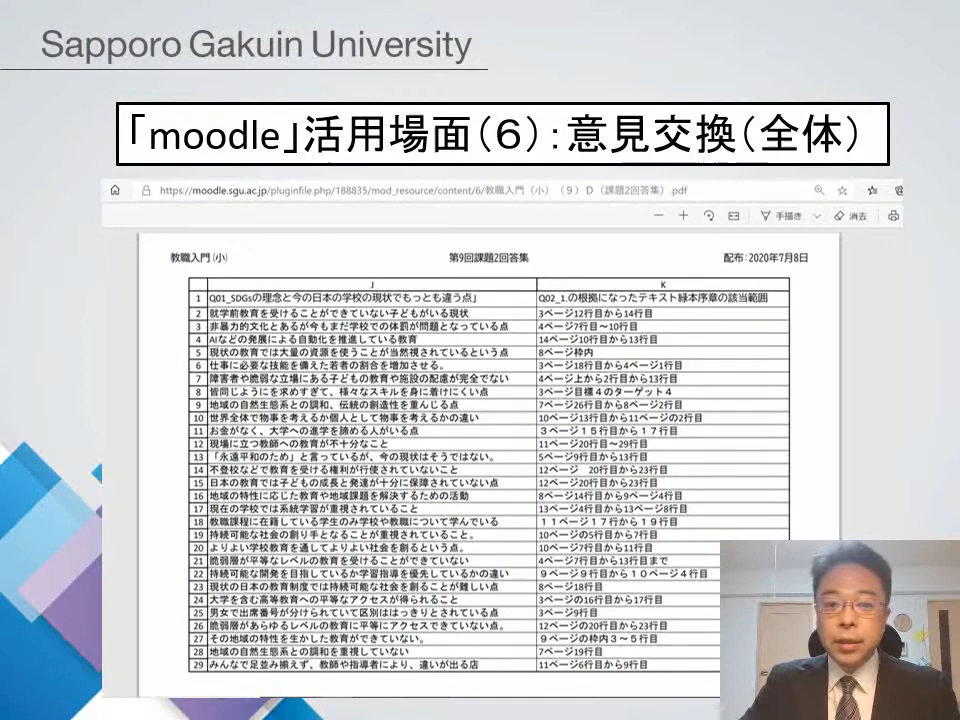 Sapporo Gakuin University
「moodle」活用場面（６）：意見交換（全体）
https://moodle.sgu.ac.jp/pluginfile.php/188835/mod_resource/content/6/教職入門（小）（９）Ｄ（課題2回答集）.pdf
手描き 消去
教職入門(小) 第9回課題2回答集 配布：2020年7月8日
J K
1 Q01_SDGsの理念と今の日本の学校の現状でもっとも違う点」 Q02_1.の根拠になったテキスト緑本序章の該当範囲
2 就学前教育を受けることができていない子どもがいる現状 3ページ12行目から14行目
3 非暴力的文化とあるが今もまだ学校での体罰が問題となっている点 4ページ7行目～10行目
4 AIなどの発展による自動化を推進している教育 14ページ10行目から13行目
5 現状の教育では大量の資源を使うことが当然視されているという点 8ページ枠内
6 仕事に必要な技能を備えた若者の割合を増加させる。 3ページ18行目から4ページ1行目
7 障害者や脆弱な立場にある子どもの教育や施設の配慮が完全でない 4ページ上から2行目から13行目
8 皆同じようにを求めすぎて、様々なスキルを身に着けにくい点 3ページ目標４のターゲット４
9 地域の自然生態系との調和、伝統の創造性を重んじる点 7ページ26行目から8ページ2行目
10 世界全体で物事を考えるか個人として物事を考えるかの違い 10ページ13行目から11ページの2行目
11 お金がなく、大学への進学を諦める人がいる点 ３ページ１５行目から１７行目
12 現場に立つ教師への教育が不十分なこと 11ページ20行目～29行目
13 「永遠平和のため」と言っているが、今の現状はそうではない。 5ページ9行目から13行目
14 不登校などで教育を受ける権利が行使されていないこと 12ページ　20行目から23行目
15 日本の教育では子どもの成長と発達が十分に保障されていない点 12ページ20行目から23行目
16 地域の特性に応じた教育や地域課題を解決するための活動 8ページ14行目から9ページ4行目
17 現在の学校では系統学習が重視されていること 13ページ4行目から13ページ8行目
18 教職課程に在籍している学生のみ学校や教職について学んでいる １１ページ１７行から１９行目
19 持続可能な社会の創り手となることが重視されていること。 10ページの5行目から7行目
20 よりよい学校教育を通してよりよい社会を創るという点。 10ページ7行目から11行目
21 脆弱層が平等なレベルの教育を受けることができていない 4ページ7行目から13行目まで
22 持続可能な開発を目指しているか学習指導を優先しているかの違い ９ページ９行目から１０ページ４行目
23 現状の日本の教育制度では持続可能な社会を創ることが難しい点 8ページ18行目
24 大学を含む高等教育への平等なアクセスが得られること 3ページの16行目から17行目
25 男女で出席番号が分けられていて区別ははっきりとされている点 3ページ9行目
26 脆弱層があらゆるレベルの教育に平等にアクセスできていない点。 12ページの20行目から23行目
27 その地域の特性を生かした教育ができていない。 ９ページの枠内３～５行目
28 地域の自然生態系との調和を重視していない 7ページ19行目
29 みんなで足並み揃えず、教師や指導者により、違いが出る店 11ページ6行目から9行目